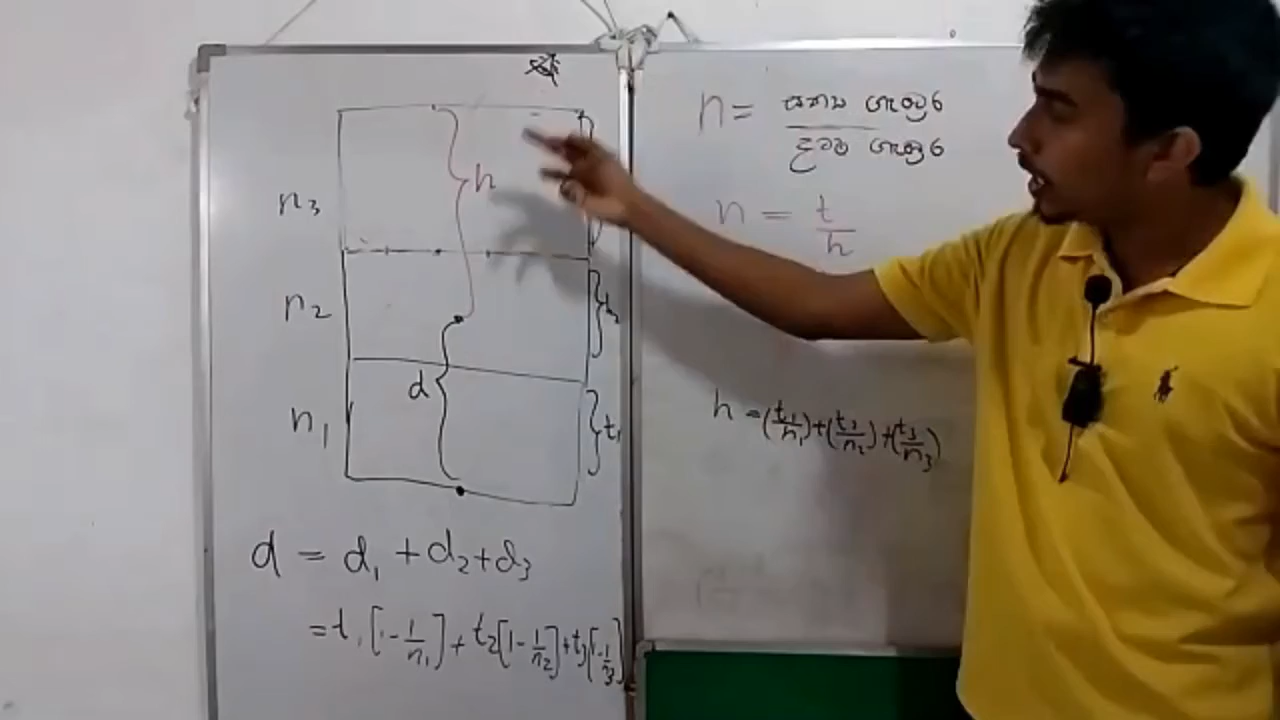 h
n₃
n₂
t₂
d
n₁
t₁
d = d₁ + d₂ + d₃
= t₁[1 - 1/n₁] + t₂[1 - 1/n₂] + t₃[1 - 1/n₃]
n = සත්‍ය ගැඹුර
දෘශ්‍ය ගැඹුර
n = t/h
h = (t₁/n₁) + (t₂/n₂) + (t₃/n₃)